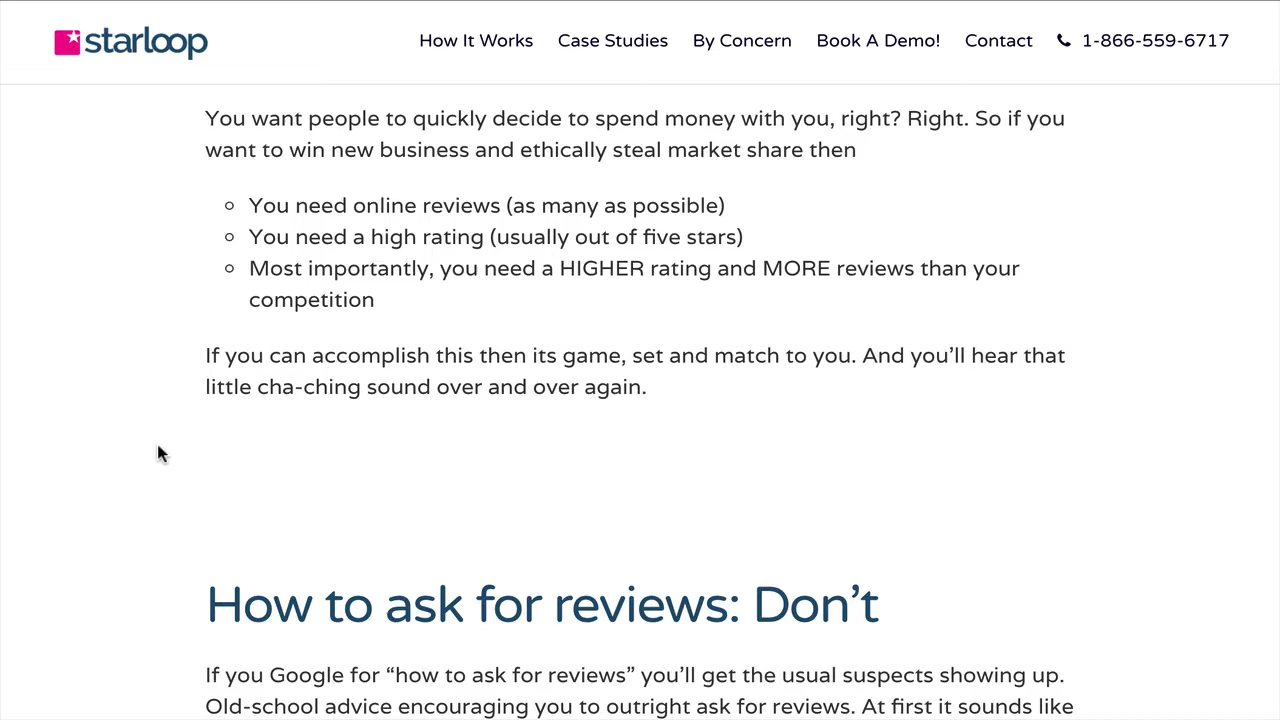 starloop
How It Works Case Studies By Concern Book A Demo! Contact 1-866-559-6717
You want people to quickly decide to spend money with you, right? Right. So if you
want to win new business and ethically steal market share then
You need online reviews (as many as possible)
You need a high rating (usually out of five stars)
Most importantly, you need a HIGHER rating and MORE reviews than your
competition
If you can accomplish this then its game, set and match to you. And you’ll hear that
little cha-ching sound over and over again.
How to ask for reviews: Don’t
If you Google for “how to ask for reviews” you’ll get the usual suspects showing up.
Old-school advice encouraging you to outright ask for reviews. At first it sounds like